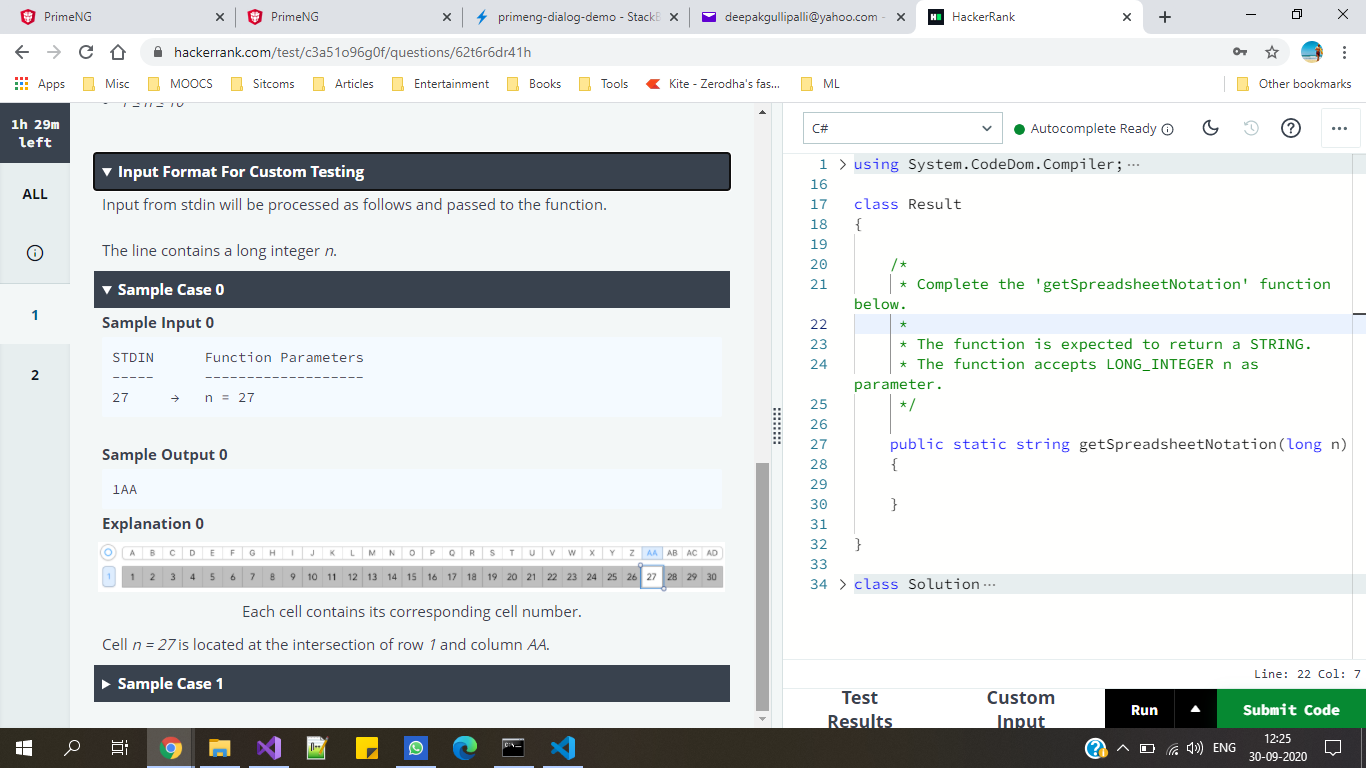 PrimeNG
PrimeNG
primeng-dialog-demo - StackB
deepakgullipalli@yahoo.com -
HackerRank
hackerrank.com/test/c3a51o96g0f/questions/62t6r6dr41h
Apps
Misc
MOOCS
Sitcoms
Articles
Entertainment
Books
Tools
Kite - Zerodha's fas...
ML
Other bookmarks
1h 29m
left
ALL
1
2
Input Format For Custom Testing
Input from stdin will be processed as follows and passed to the function.
The line contains a long integer n.
Sample Case 0
Sample Input 0
STDIN Function Parameters
----- -------------------
27 → n = 27
Sample Output 0
1AA
Explanation 0
A B C D E F G H I J K L M N O P Q R S T U V W X Y Z AA AB AC AD
1 1 2 3 4 5 6 7 8 9 10 11 12 13 14 15 16 17 18 19 20 21 22 23 24 25 26 27 28 29 30
Each cell contains its corresponding cell number.
Cell n = 27 is located at the intersection of row 1 and column AA.
Sample Case 1
C#
Autocomplete Ready
1 using System.CodeDom.Compiler;
16
17 class Result
18 {
19
20 /*
21 * Complete the 'getSpreadsheetNotation' function
below.
22 *
23 * The function is expected to return a STRING.
24 * The function accepts LONG_INTEGER n as
parameter.
25 */
26
27 public static string getSpreadsheetNotation(long n)
28 {
29
30 }
31
32 }
33
34 class Solution
Line: 22 Col: 7
Test
Results
Custom
Input
Run
Submit Code
ENG
12:25
30-09-2020